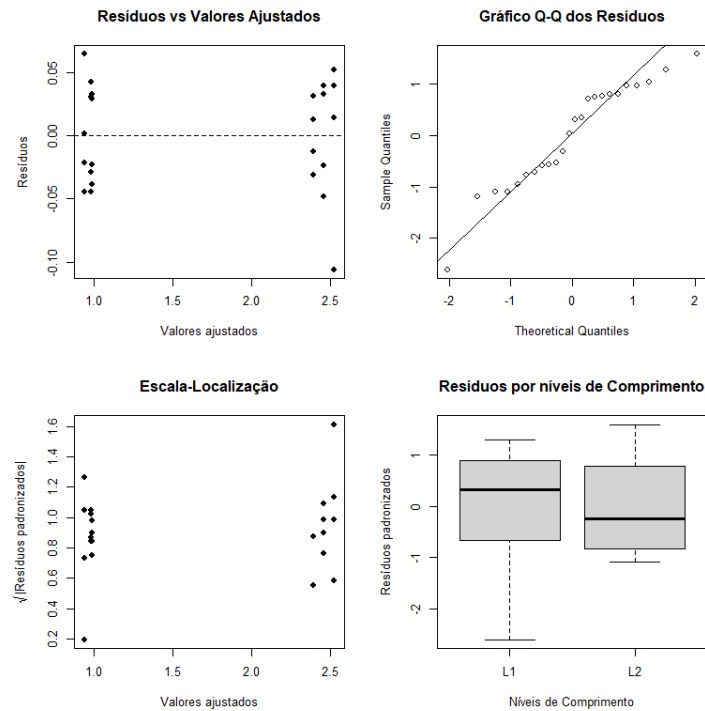 Resíduos vs Valores Ajustados
Resíduos
0.05
0.00
-0.05
-0.10
1.0 1.5 2.0 2.5
Valores ajustados
Gráfico Q-Q dos Resíduos
Sample Quantiles
1
0
-1
-2
-2 -1 0 1 2
Theoretical Quantiles
Escala-Localização
√|Resíduos padronizados|
1.6
1.4
1.2
1.0
0.8
0.6
0.4
0.2
1.0 1.5 2.0 2.5
Valores ajustados
Resíduos por níveis de Comprimento
Resíduos padronizados
1
0
-1
-2
L1 L2
Níveis de Comprimento